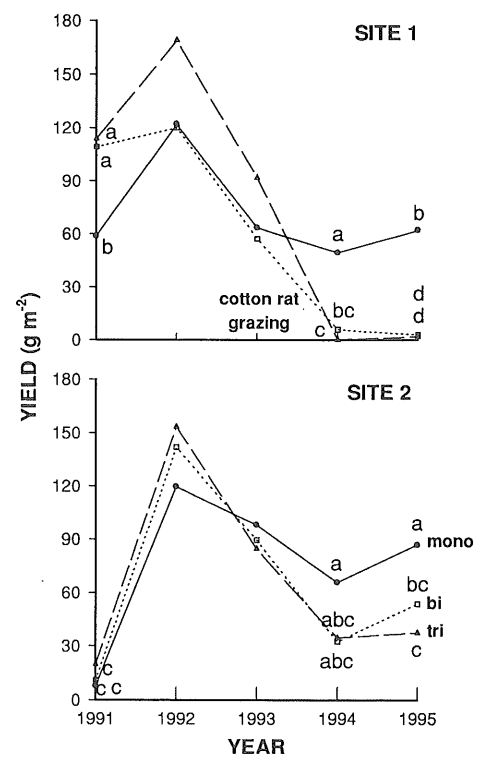 SITE 1
180
150
120
90
60
30
0
a
a
b
a
b
cotton rat
grazing
bc
c
d
d
YIELD (g m-2)
SITE 2
180
150
120
90
60
30
0
c
c c
a
a
mono
abc
abc
bc
bi
tri
c
1991 1992 1993 1994 1995
YEAR